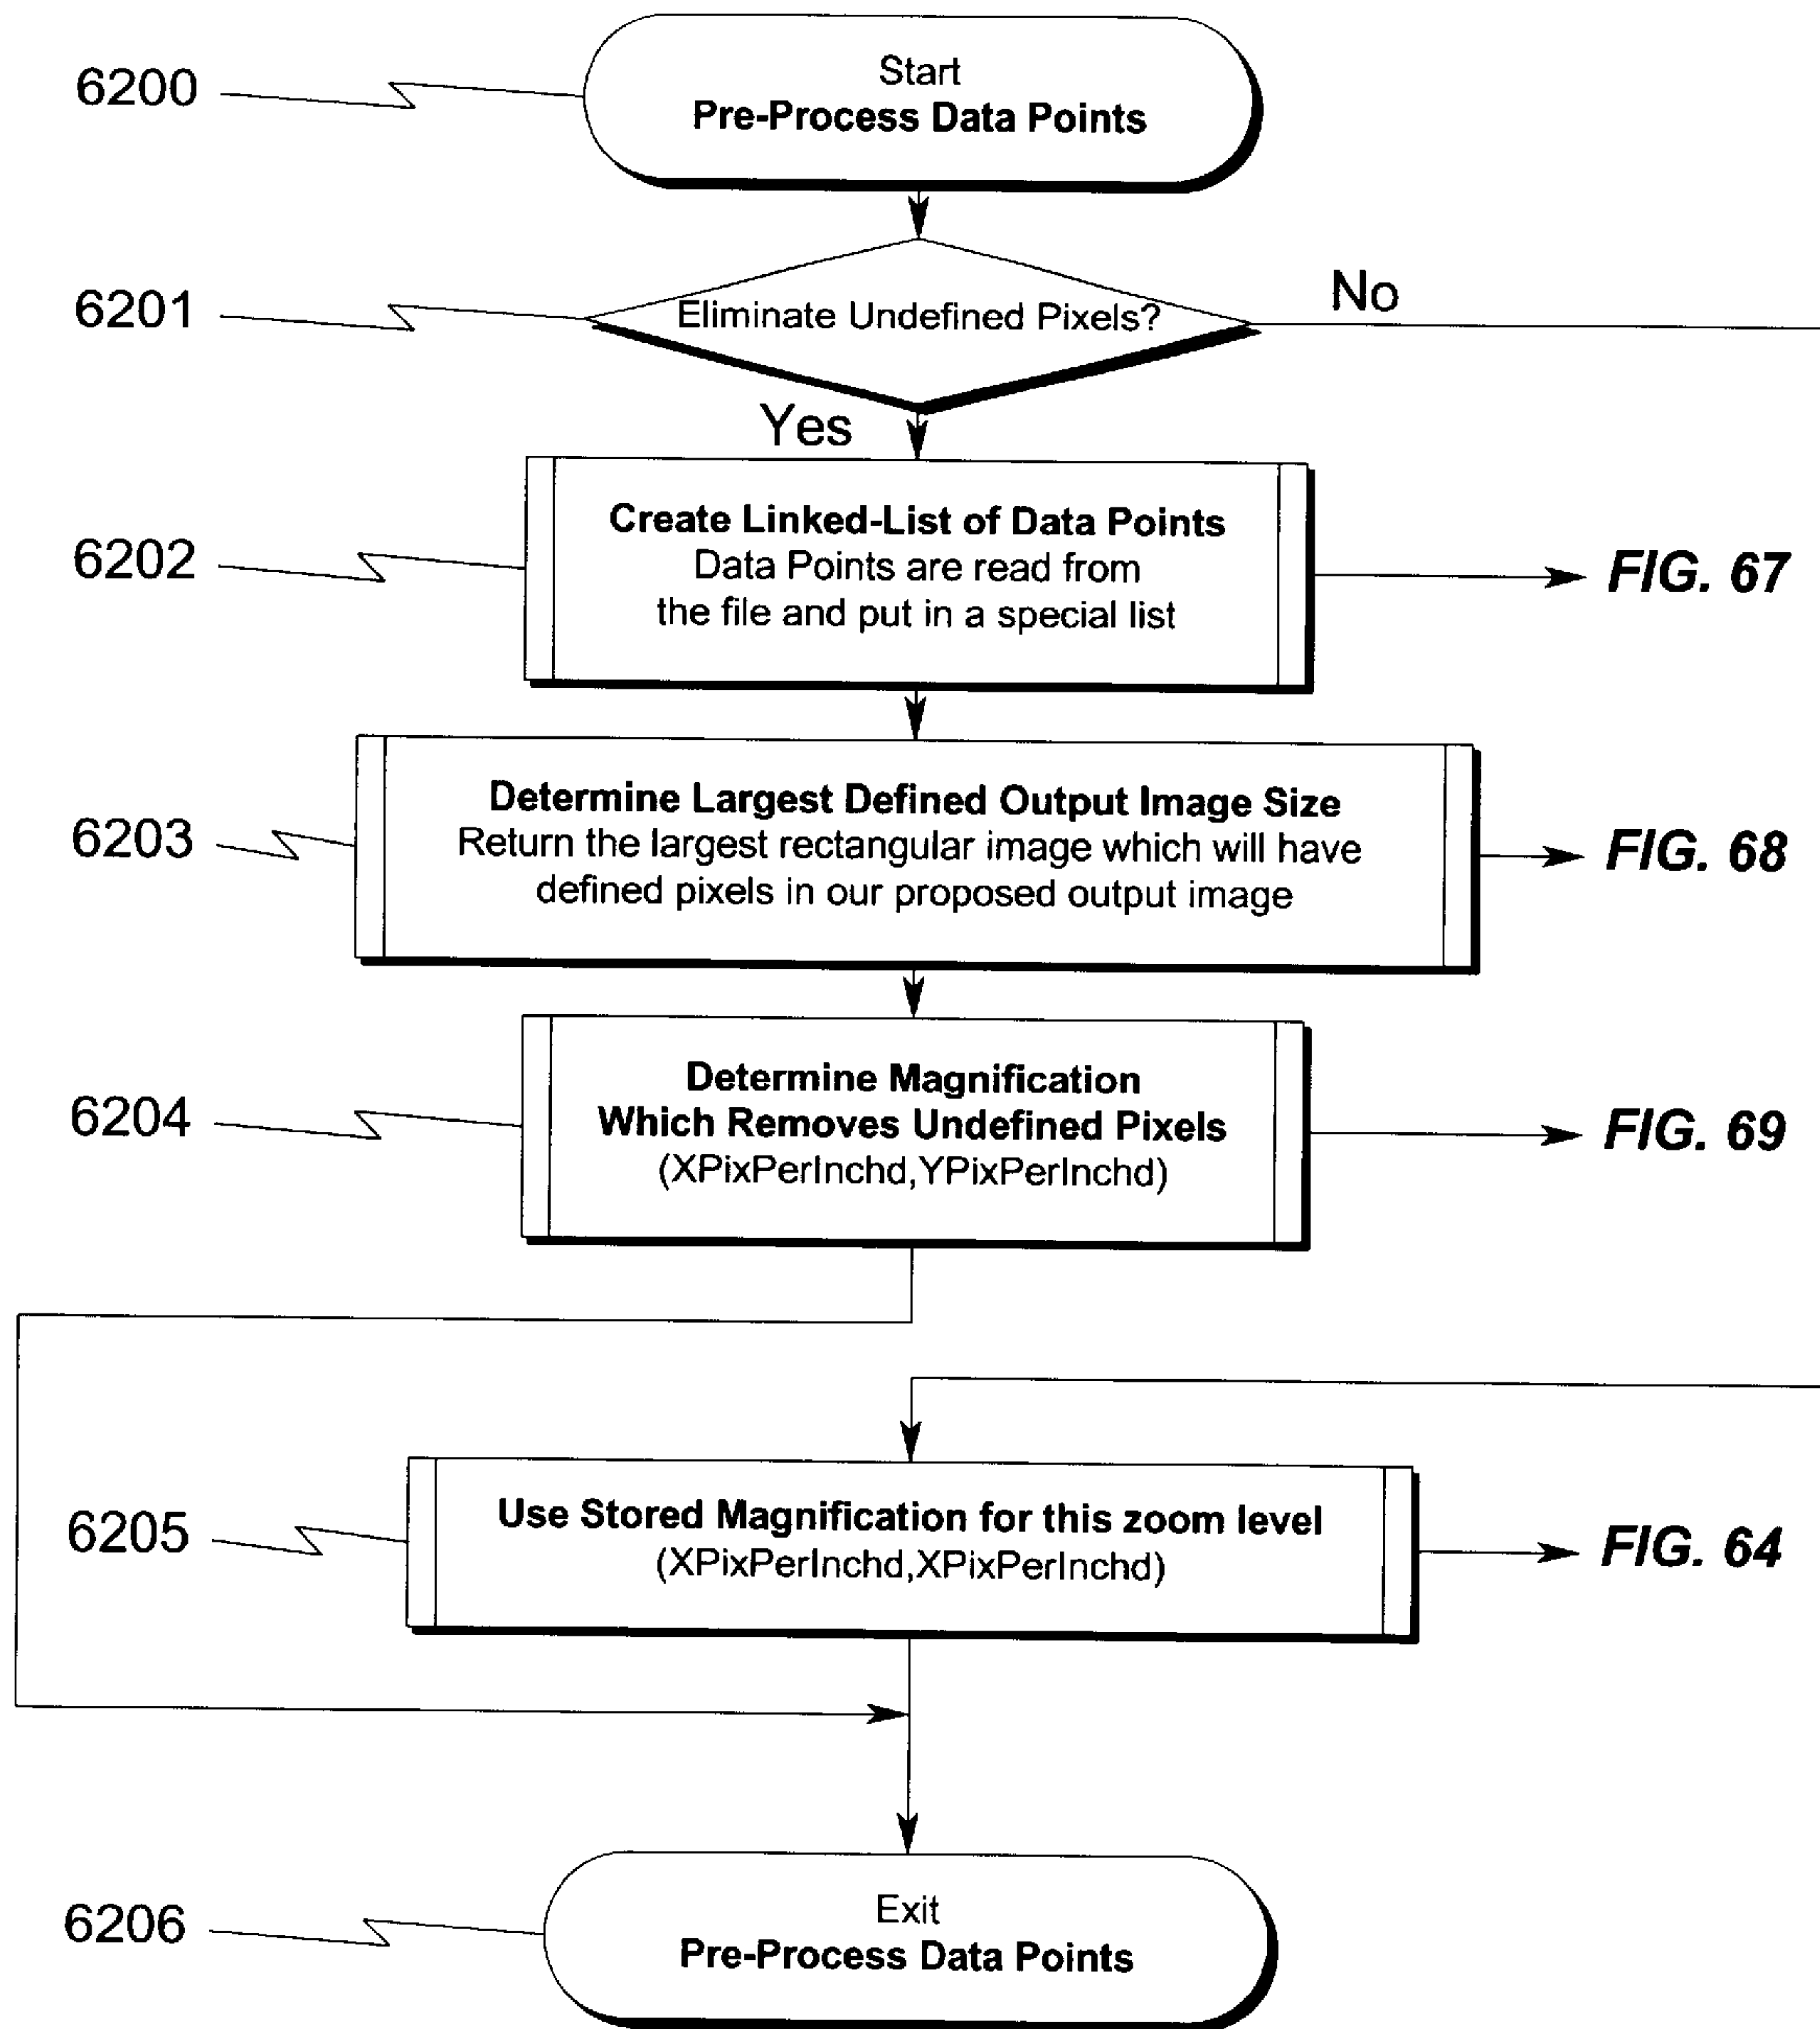 6200
Start
Pre-Process Data Points
6201
Eliminate Undefined Pixels?
No
Yes
6202
Create Linked-List of Data Points
Data Points are read from
the file and put in a special list
FIG. 67
6203
Determine Largest Defined Output Image Size
Return the largest rectangular image which will have
defined pixels in our proposed output image
FIG. 68
6204
Determine Magnification
Which Removes Undefined Pixels
(XPixPerInchd,YPixPerInchd)
FIG. 69
6205
Use Stored Magnification for this zoom level
(XPixPerInchd,XPixPerInchd)
FIG. 64
6206
Exit
Pre-Process Data Points